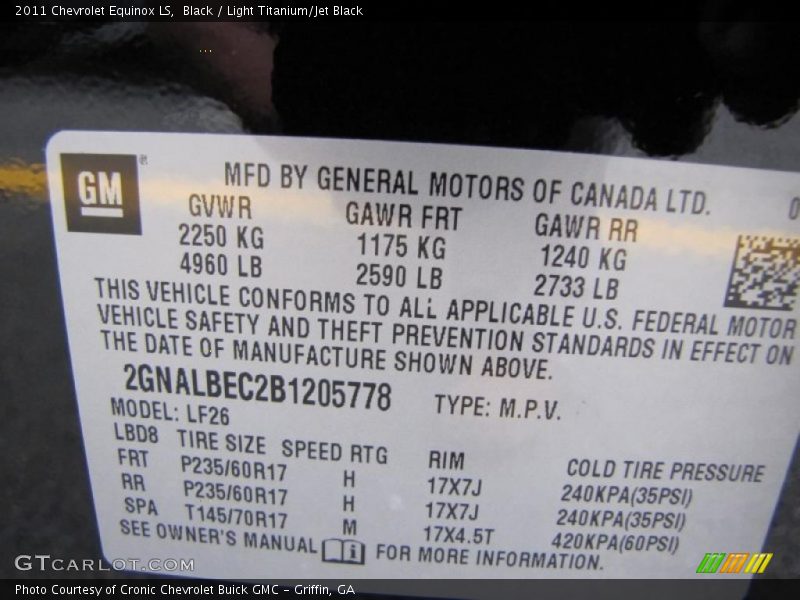 2011 Chevrolet Equinox LS, Black / Light Titanium/Jet Black
GM ®
MFD BY GENERAL MOTORS OF CANADA LTD.
GVWR GAWR FRT GAWR RR
2250 KG 1175 KG 1240 KG
4960 LB 2590 LB 2733 LB
THIS VEHICLE CONFORMS TO ALL APPLICABLE U.S. FEDERAL MOTOR
VEHICLE SAFETY AND THEFT PREVENTION STANDARDS IN EFFECT ON
THE DATE OF MANUFACTURE SHOWN ABOVE.
2GNALBEC2B1205778 TYPE: M.P.V.
MODEL: LF26
LBD8 TIRE SIZE SPEED RTG RIM COLD TIRE PRESSURE
FRT P235/60R17 H 17X7J 240KPA(35PSI)
RR P235/60R17 H 17X7J 240KPA(35PSI)
SPA T145/70R17 M 17X4.5T 420KPA(60PSI)
SEE OWNER'S MANUAL FOR MORE INFORMATION.
GTCARLOT.COM
Photo Courtesy of Cronic Chevrolet Buick GMC - Griffin, GA